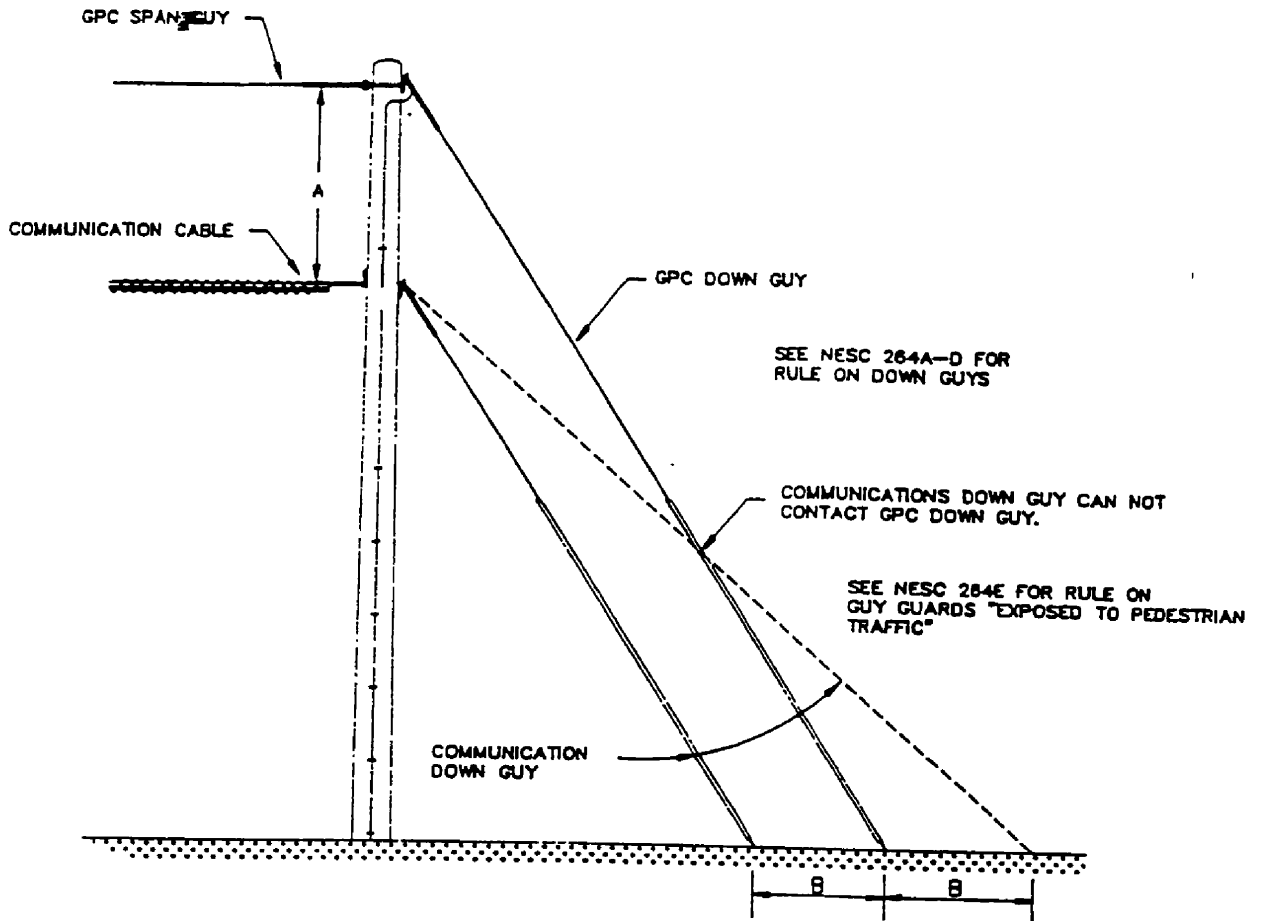 GPC SPAN GUY
A
COMMUNICATION CABLE
GPC DOWN GUY
SEE NESC 264A-D FOR
RULE ON DOWN GUYS
COMMUNICATIONS DOWN GUY CAN NOT
CONTACT GPC DOWN GUY.
SEE NESC 264E FOR RULE ON
GUY GUARDS "EXPOSED TO PEDESTRIAN
TRAFFIC"
COMMUNICATION
DOWN GUY
B
B